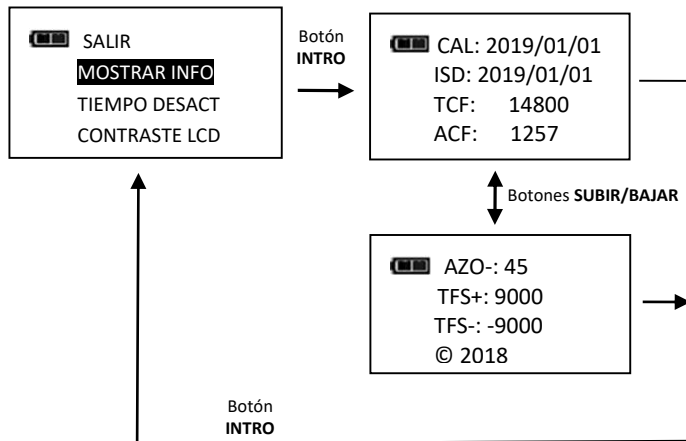 SALIR
MOSTRAR INFO
TIEMPO DESACT
CONTRASTE LCD
Botón
INTRO
CAL: 2019/01/01
ISD: 2019/01/01
TCF: 14800
ACF: 1257
Botones SUBIR/BAJAR
AZO-: 45
TFS+: 9000
TFS-: -9000
© 2018
Botón
INTRO